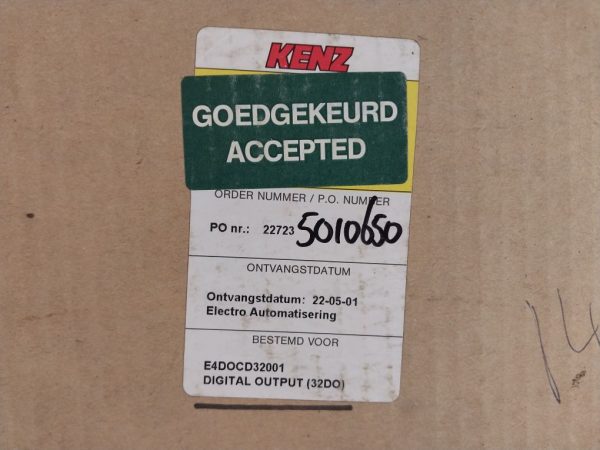 KENZ
GOEDGEKEURD
ACCEPTED
ORDER NUMMER / P.O. NUMBER
PO nr.: 22723 5010650
ONTVANGSTDATUM
Ontvangstdatum: 22-05-01
Electro Automatisering
BESTEMD VOOR
E4DOCD32001
DIGITAL OUTPUT (32DO)
14